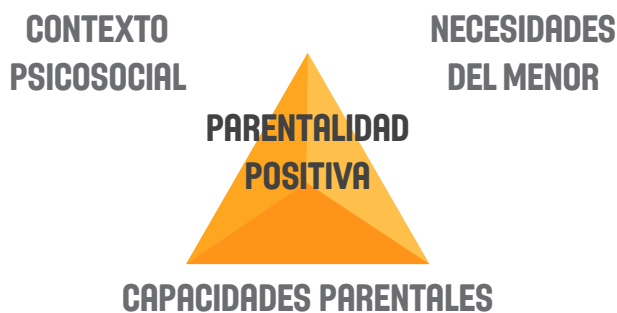 CONTEXTO
PSICOSOCIAL
NECESIDADES
DEL MENOR
PARENTALIDAD
POSITIVA
CAPACIDADES PARENTALES